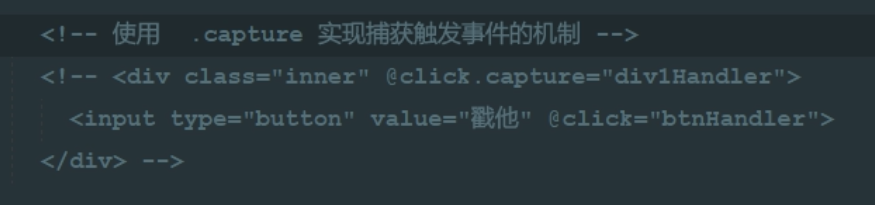 <!-- 使用  .capture 实现捕获触发事件的机制 -->
<!-- <div class="inner" @click.capture="div1Handler">
<input type="button" value="戳他" @click="btnHandler">
</div> -->